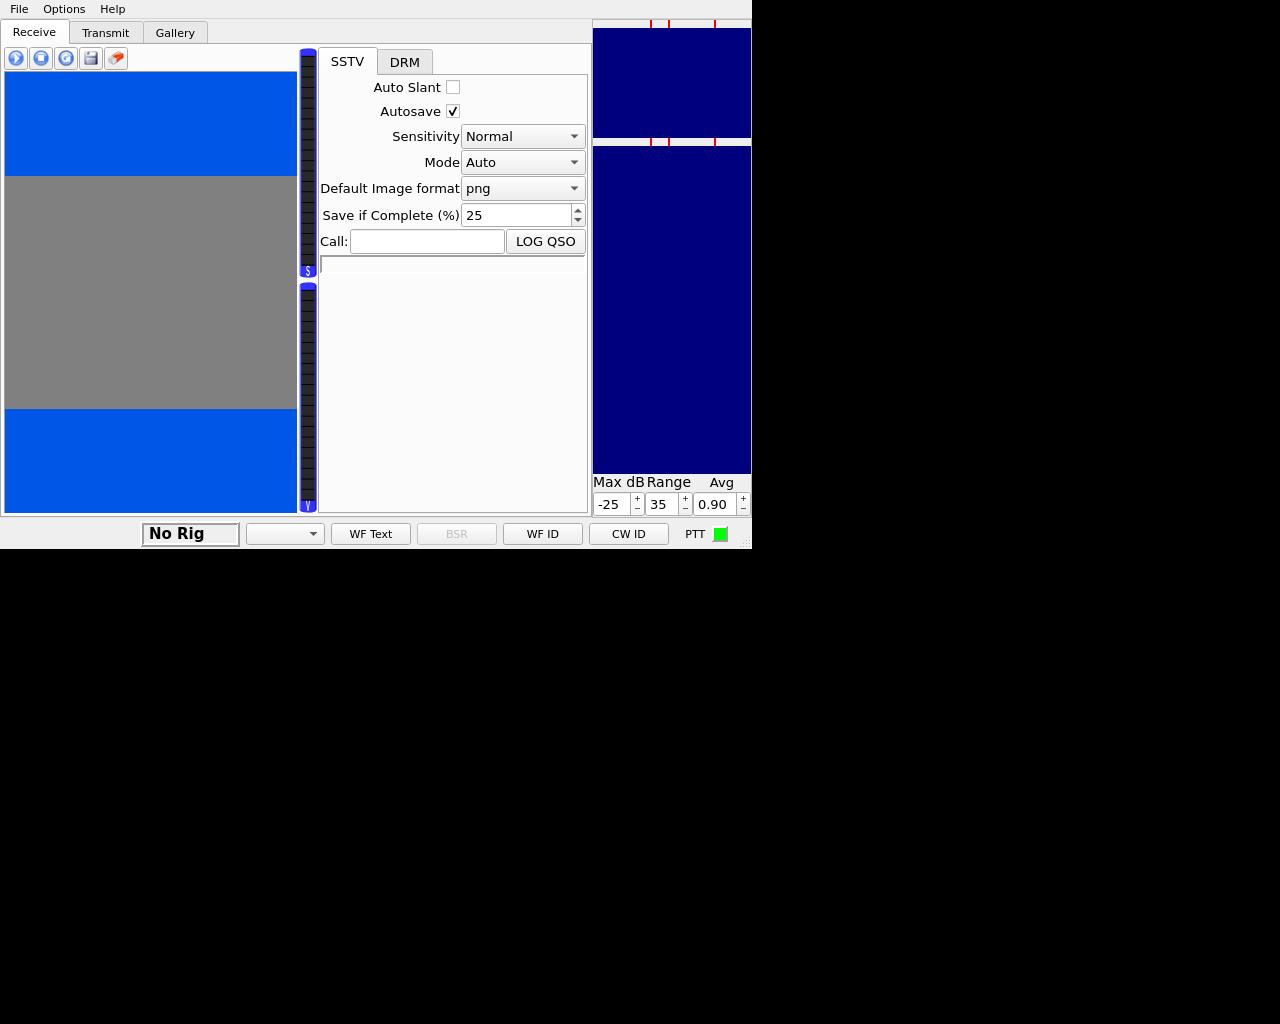 File Options Help
Receive Transmit Gallery
SSTV DRM
Auto Slant
Autosave
Sensitivity Normal
Mode Auto
Default Image format png
Save if Complete (%) 25
Call: LOG QSO
S
V
Max dB Range Avg
-25 35 0.90
No Rig WF Text BSR WF ID CW ID PTT